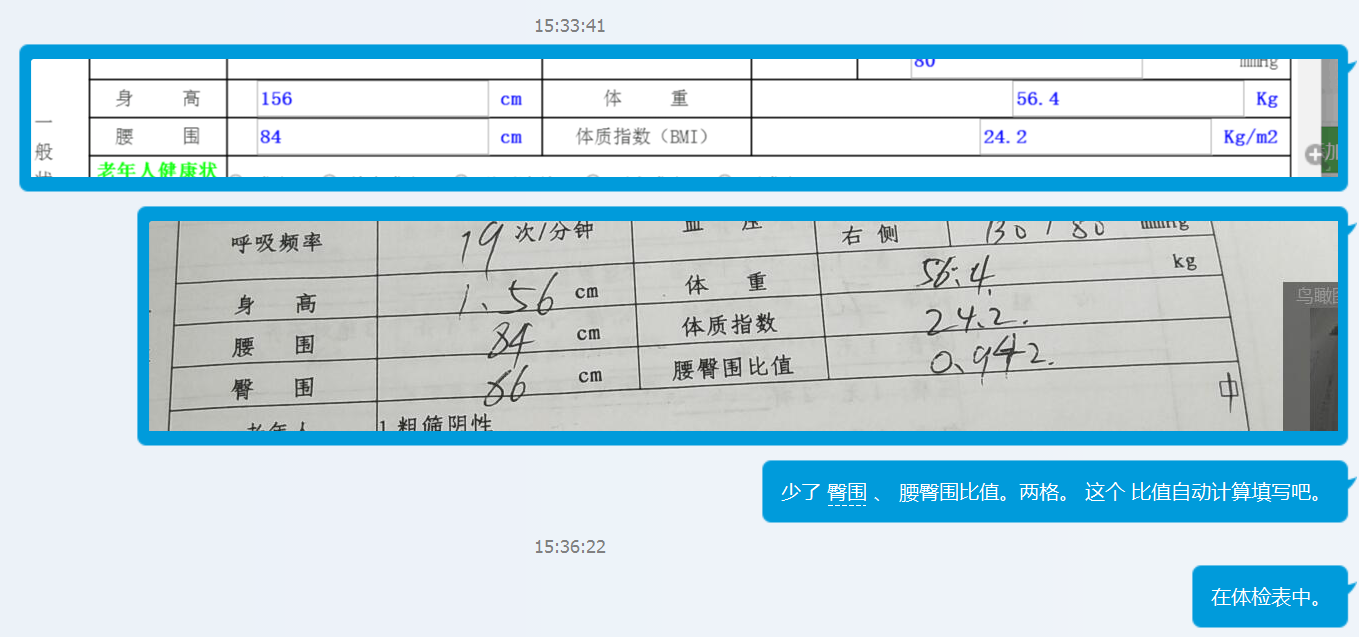 15:33:41
80 mmHg
身 高 156 cm 体 重 56.4 Kg
腰 围 84 cm 体质指数（BMI） 24.2 Kg/m2
一般状
加
老年人健康状
呼吸频率 19 次/分钟 血 压 右 侧 130 / 80 mmHg
身 高 1.56 cm 体 重 56.4. kg
鸟瞰图
腰 围 84 cm 体质指数 24.2.
臀 围 86 cm 腰臀围比值 0.942.
中
老年人 1 粗筛阴性
少了 臀围 、 腰臀围比值。两格。 这个 比值自动计算填写吧。
15:36:22
在体检表中。